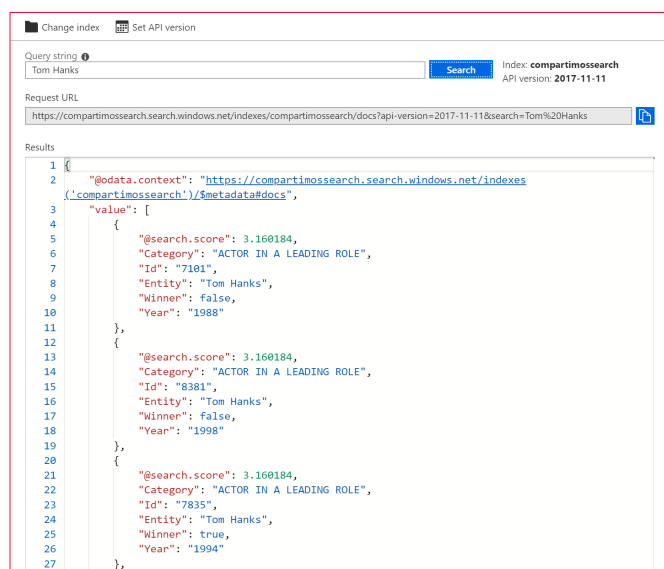 Change index Set API version
Query string
Tom Hanks
Search
Index: compartimossearch
API version: 2017-11-11
Request URL
https://compartimossearch.search.windows.net/indexes/compartimossearch/docs?api-version=2017-11-11&search=Tom%20Hanks
Results
1 {
2 "@odata.context": "https://compartimossearch.search.windows.net/indexes
('compartimossearch')/$metadata#docs",
3 "value": [
4 {
5 "@search.score": 3.160184,
6 "Category": "ACTOR IN A LEADING ROLE",
7 "Id": "7101",
8 "Entity": "Tom Hanks",
9 "Winner": false,
10 "Year": "1988"
11 },
12 {
13 "@search.score": 3.160184,
14 "Category": "ACTOR IN A LEADING ROLE",
15 "Id": "8381",
16 "Entity": "Tom Hanks",
17 "Winner": false,
18 "Year": "1998"
19 },
20 {
21 "@search.score": 3.160184,
22 "Category": "ACTOR IN A LEADING ROLE",
23 "Id": "7835",
24 "Entity": "Tom Hanks",
25 "Winner": true,
26 "Year": "1994"
27 },